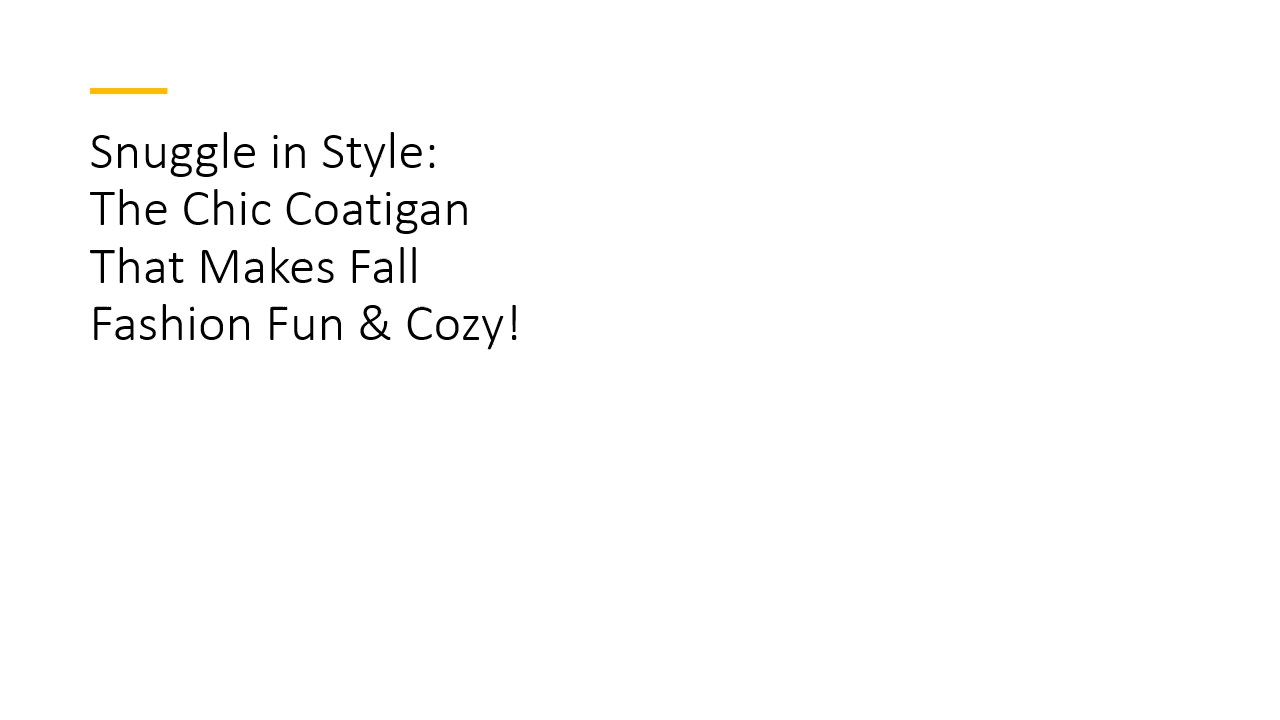 Snuggle in Style:
The Chic Coatigan
That Makes Fall
Fashion Fun & Cozy!